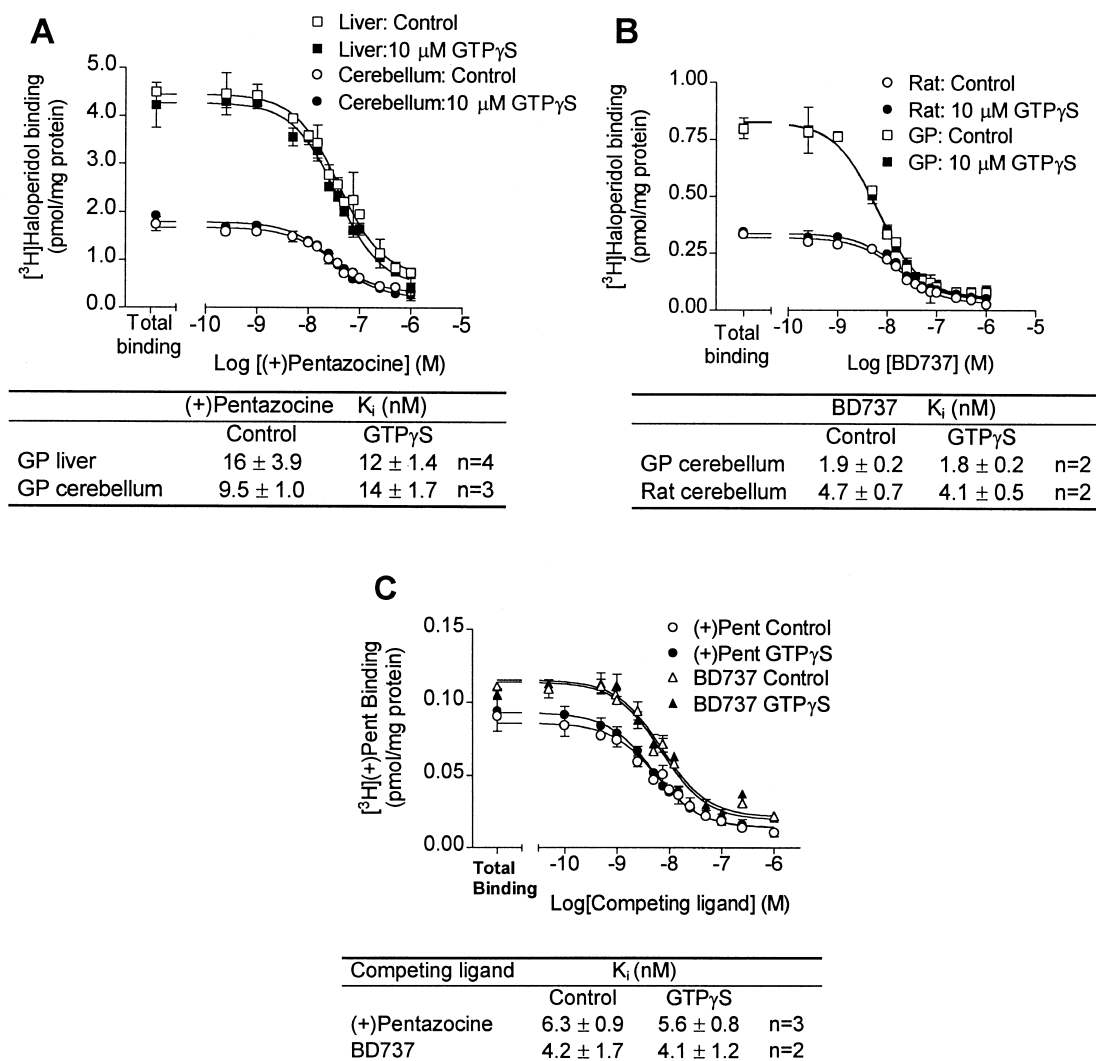 A
Liver: Control
Liver:10 μM GTPγS
Cerebellum: Control
Cerebellum:10 μM GTPγS
[³H]Haloperidol binding
(pmol/mg protein)
5.0
4.0
3.0
2.0
1.0
0.0
Total
binding
-10 -9 -8 -7 -6 -5
Log [(+)Pentazocine] (M)
(+)Pentazocine Kᵢ (nM)
Control GTPγS
GP liver 16 ± 3.9 12 ± 1.4 n=4
GP cerebellum 9.5 ± 1.0 14 ± 1.7 n=3
B
Rat: Control
Rat: 10 μM GTPγS
GP: Control
GP: 10 μM GTPγS
[³H]Haloperidol binding
(pmol/mg protein)
1.00
0.75
0.50
0.25
0.00
Total
binding
-10 -9 -8 -7 -6 -5
Log [BD737] (M)
BD737 Kᵢ (nM)
Control GTPγS
GP cerebellum 1.9 ± 0.2 1.8 ± 0.2 n=2
Rat cerebellum 4.7 ± 0.7 4.1 ± 0.5 n=2
C
(+)Pent Control
(+)Pent GTPγS
BD737 Control
BD737 GTPγS
[³H](+)Pent Binding
(pmol/mg protein)
0.15
0.10
0.05
0.00
Total
Binding
-10 -9 -8 -7 -6
Log[Competing ligand] (M)
Competing ligand Kᵢ (nM)
Control GTPγS
(+)Pentazocine 6.3 ± 0.9 5.6 ± 0.8 n=3
BD737 4.2 ± 1.7 4.1 ± 1.2 n=2